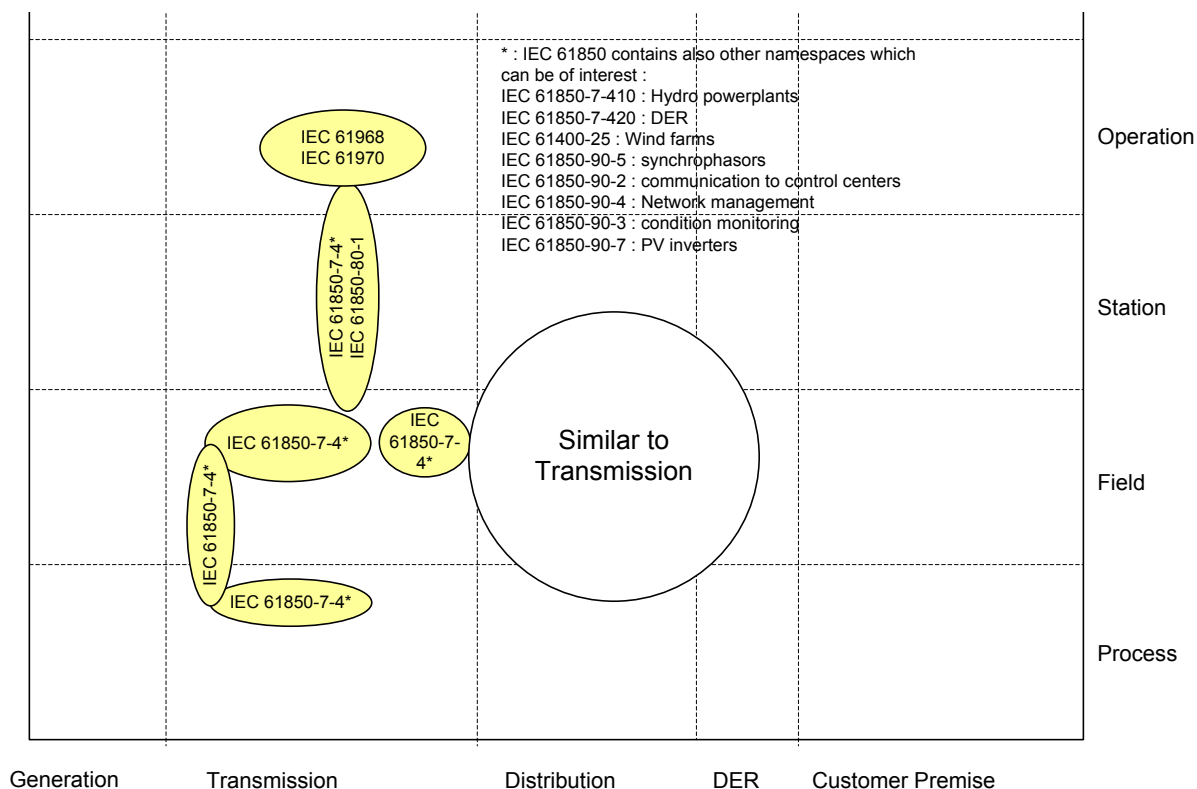 * : IEC 61850 contains also other namespaces which
can be of interest :
IEC 61850-7-410 : Hydro powerplants
IEC 61850-7-420 : DER
IEC 61400-25 : Wind farms
IEC 61850-90-5 : synchrophasors
IEC 61850-90-2 : communication to control centers
IEC 61850-90-4 : Network management
IEC 61850-90-3 : condition monitoring
IEC 61850-90-7 : PV inverters
IEC 61968
IEC 61970
Operation
IEC 61850-7-4*
IEC 61850-80-1
Station
IEC 61850-7-4*
IEC
61850-7-
4*
Similar to
Transmission
Field
IEC 61850-7-4*
IEC 61850-7-4*
Process
Generation
Transmission
Distribution
DER
Customer Premise